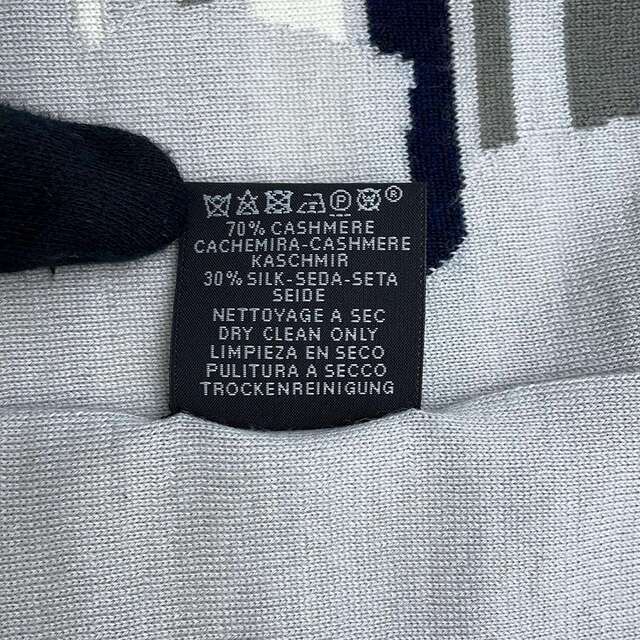 P W ®
70% CASHMERE
CACHEMIRA-CASHMERE
KASCHMIR
30% SILK-SEDA-SETA
SEIDE
NETTOYAGE A SEC
DRY CLEAN ONLY
LIMPIEZA EN SECO
PULITURA A SECCO
TROCKENREINIGUNG